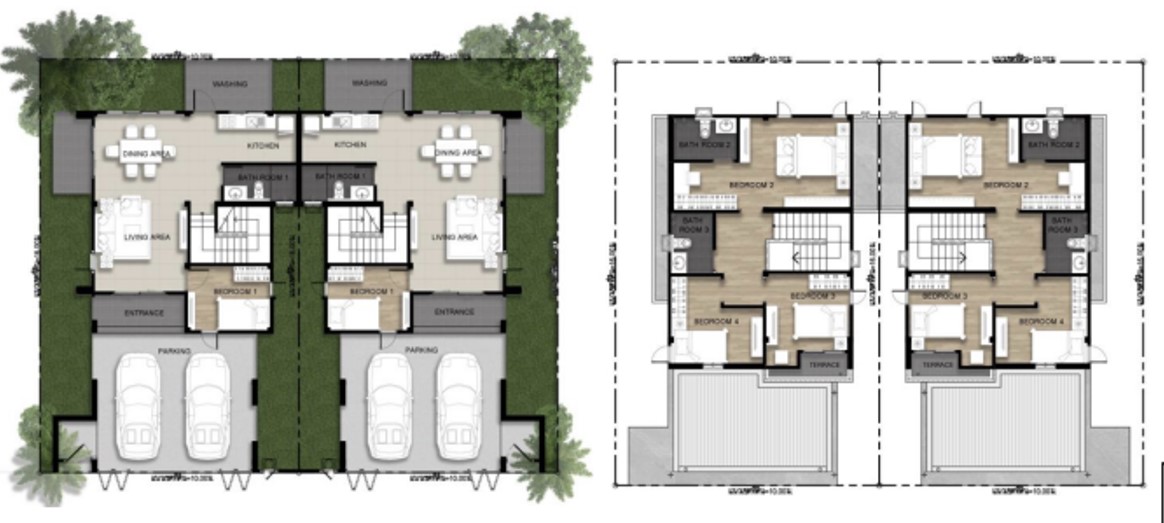 WASHING
WASHING
DINING AREA
KITCHEN
KITCHEN
DINING AREA
BATH ROOM 1
BATH ROOM 1
LIVING AREA
LIVING AREA
BEDROOM 1
BEDROOM 1
ENTRANCE
ENTRANCE
PARKING
PARKING
BATH ROOM 2
BATH ROOM 2
BEDROOM 2
BEDROOM 2
BATH
ROOM 3
BATH
ROOM 3
BEDROOM 3
BEDROOM 3
BEDROOM 4
BEDROOM 4
TERRACE
TERRACE